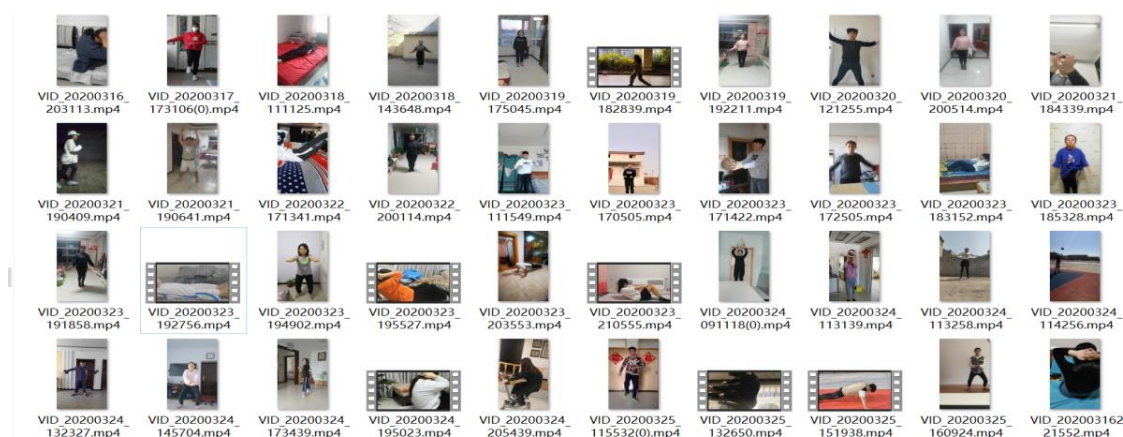 VID_20200316_ VID_20200317_ VID_20200318_ VID_20200318_ VID_20200319_ VID_20200319_ VID_20200319_ VID_20200320_ VID_20200320_ VID_20200321_
203113.mp4 173106(0).mp4 111125.mp4 143648.mp4 175045.mp4 182839.mp4 192211.mp4 121255.mp4 200514.mp4 184339.mp4
VID_20200321_ VID_20200321_ VID_20200322_ VID_20200322_ VID_20200323_ VID_20200323_ VID_20200323_ VID_20200323_ VID_20200323_ VID_20200323_
190409.mp4 190641.mp4 171341.mp4 200114.mp4 111549.mp4 170505.mp4 171422.mp4 172505.mp4 183152.mp4 185328.mp4
VID_20200323_ VID_20200323_ VID_20200323_ VID_20200323_ VID_20200323_ VID_20200323_ VID_20200324_ VID_20200324_ VID_20200324_ VID_20200324_
191858.mp4 192756.mp4 194902.mp4 195527.mp4 203553.mp4 210555.mp4 091118(0).mp4 113139.mp4 113258.mp4 114256.mp4
VID_20200324_ VID_20200324_ VID_20200324_ VID_20200324_ VID_20200324_ VID_20200325_ VID_20200325_ VID_20200325_ VID_20200325_ VID_202003162
132327.mp4 145704.mp4 173439.mp4 195023.mp4 205439.mp4 115532(0).mp4 132650.mp4 151938.mp4 160924.mp4 21552.mp4